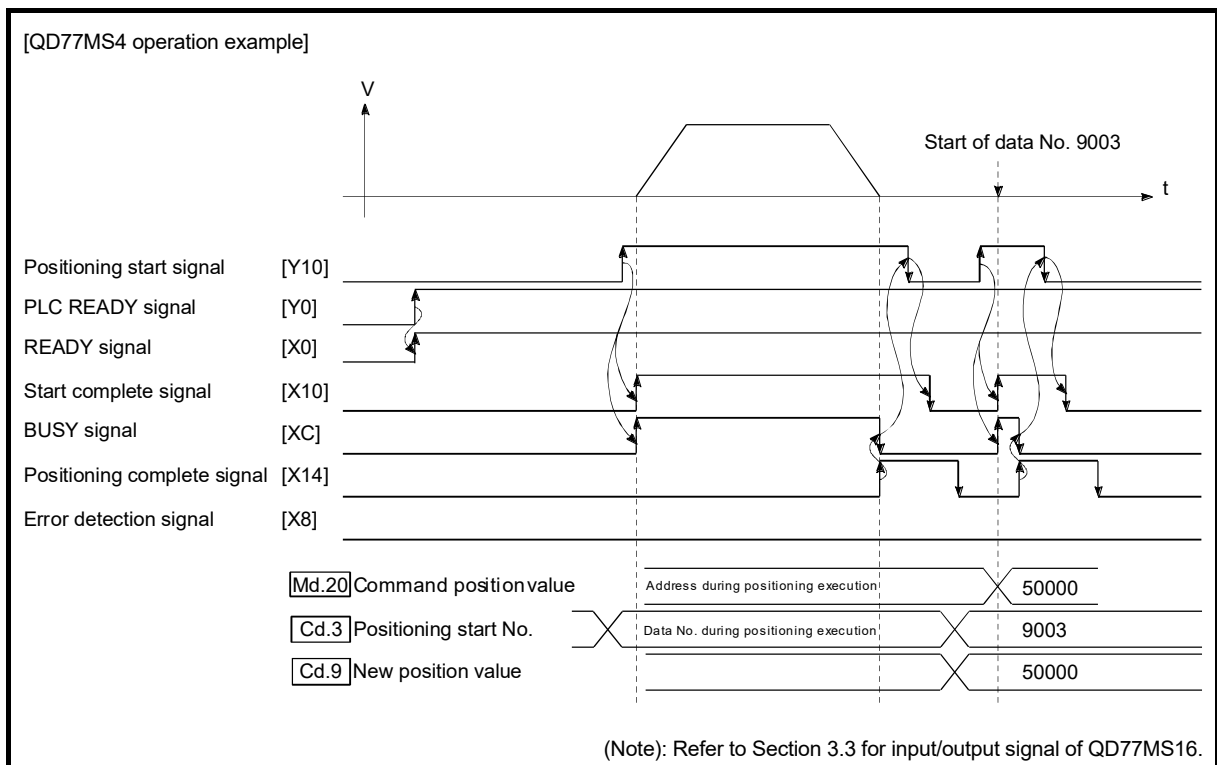 [QD77MS4 operation example]
V
Start of data No. 9003
t
Positioning start signal [Y10]
PLC READY signal [Y0]
READY signal [X0]
Start complete signal [X10]
BUSY signal [XC]
Positioning complete signal [X14]
Error detection signal [X8]
Md.20 Command position value Address during positioning execution 50000
Cd.3 Positioning start No. Data No. during positioning execution 9003
Cd.9 New position value 50000
(Note): Refer to Section 3.3 for input/output signal of QD77MS16.